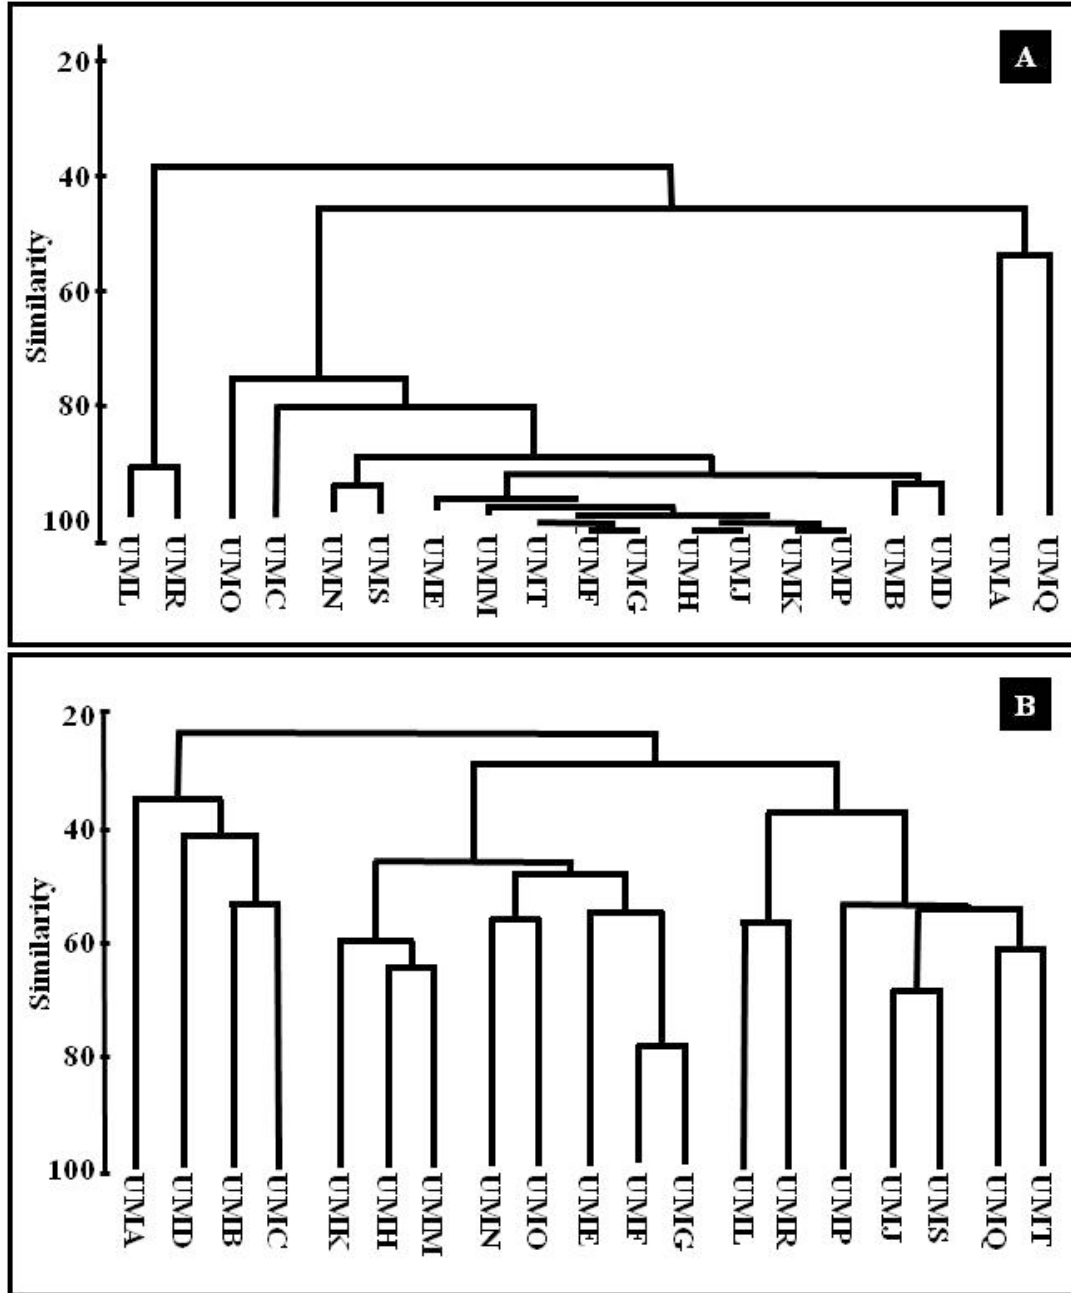 A
20
40
60
80
100
Similarity
UML UMR UMO UMC UMN UMS UME UMM UMT UMF UMG UMH UMJ UMK UMP UMB UMD UMA UMQ
B
20
40
60
80
100
Similarity
UMA UMD UMB UMC UMK UMH UMM UMN UMO UME UMF UMG UML UMR UMP UMJ UMS UMQ UMT